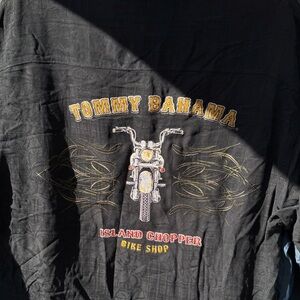 TOMMY BAHAMA
ISLAND CHOPPER
BIKE SHOP